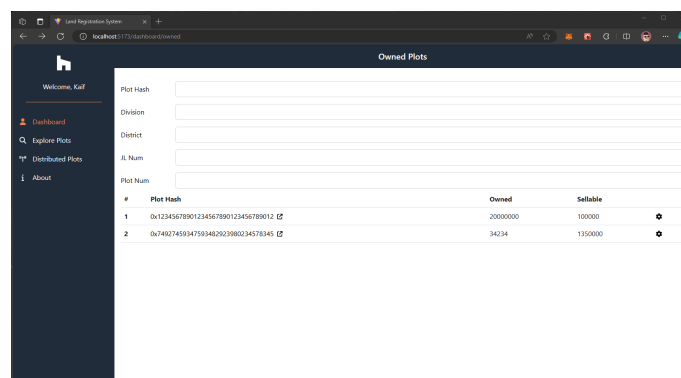 Land Registration System
localhost:5173/dashboard/owned
Owned Plots
Welcome, Kaif
Dashboard
Explore Plots
Distributed Plots
About
Plot Hash
Division
District
JL Num
Plot Num
# Plot Hash Owned Sellable
1 0x12345678901234567890123456789012 20000000 100000
2 0x74927459347593482923980234578345 34234 1350000